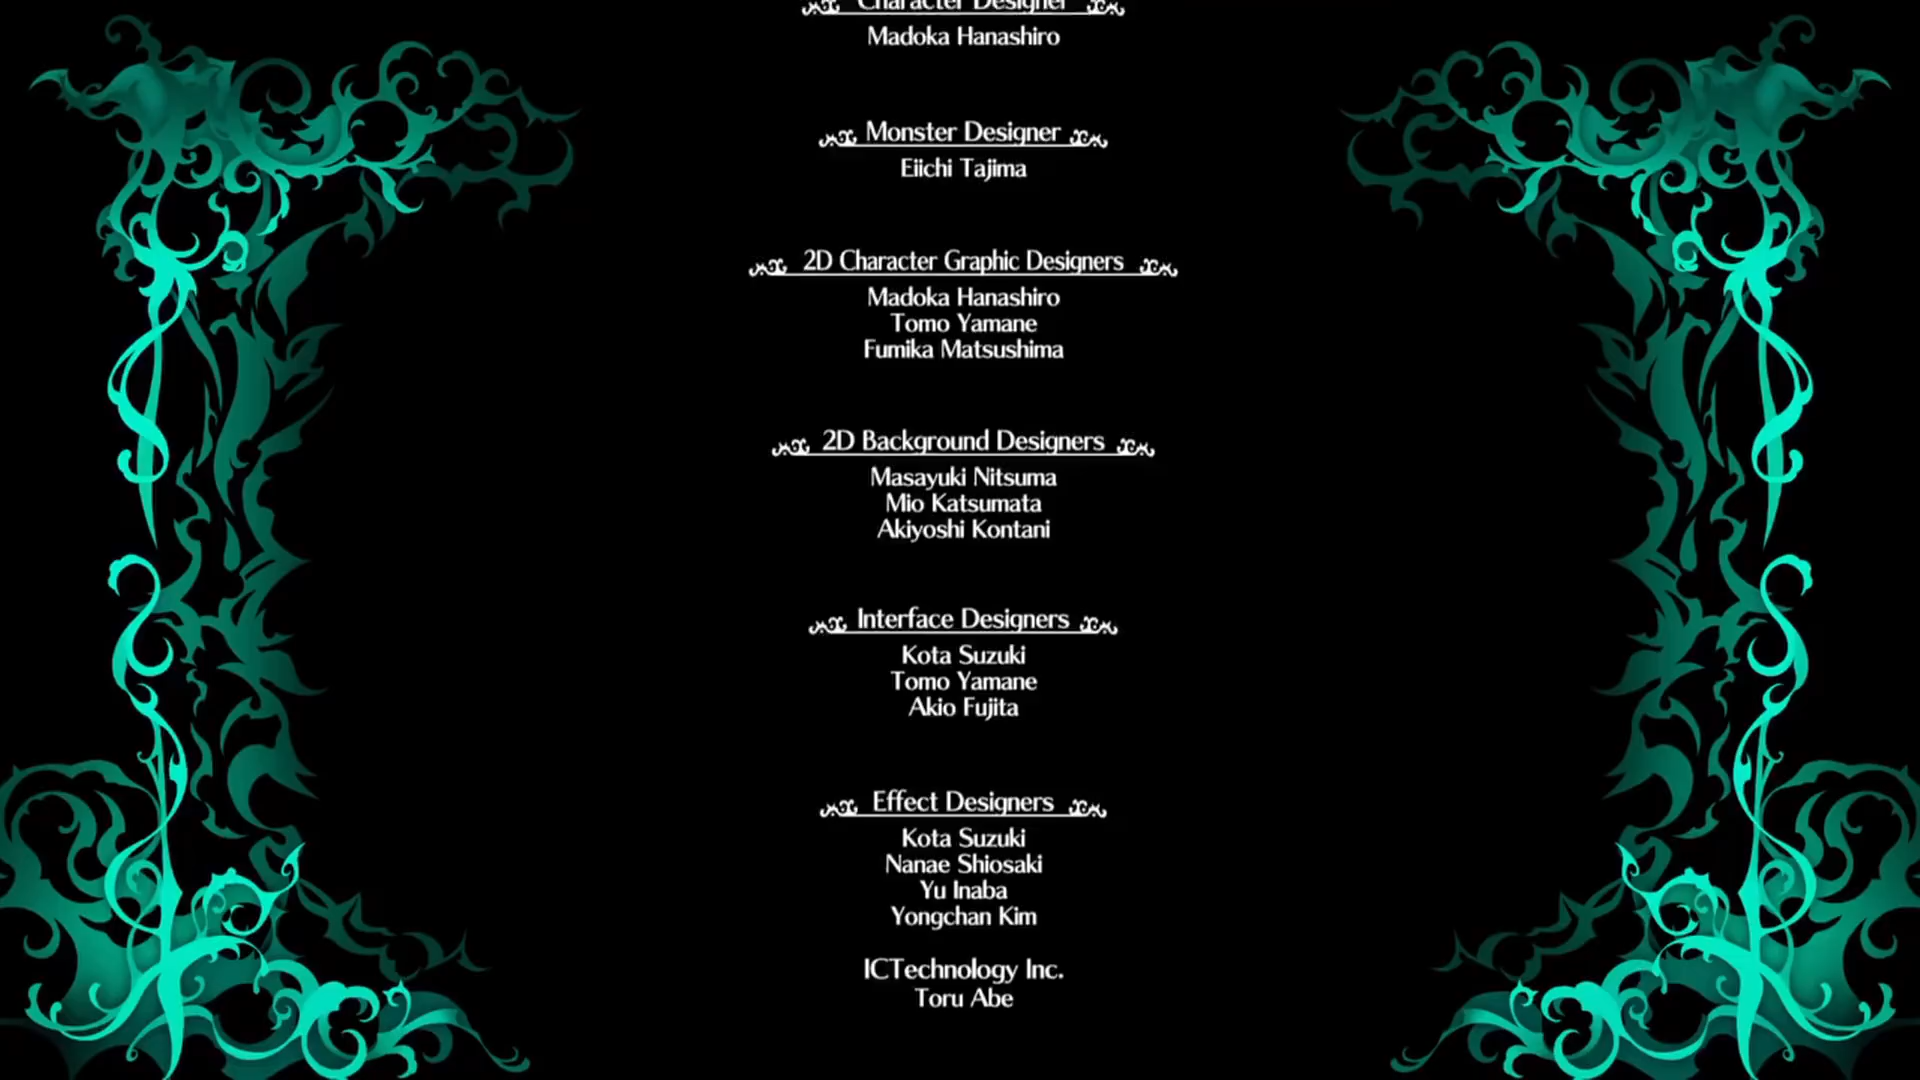 Character Designer
Madoka Hanashiro
Monster Designer
Eiichi Tajima
2D Character Graphic Designers
Madoka Hanashiro
Tomo Yamane
Fumika Matsushima
2D Background Designers
Masayuki Nitsuma
Mio Katsumata
Akiyoshi Kontani
Interface Designers
Kota Suzuki
Tomo Yamane
Akio Fujita
Effect Designers
Kota Suzuki
Nanae Shiosaki
Yu Inaba
Yongchan Kim
ICTechnology Inc.
Toru Abe